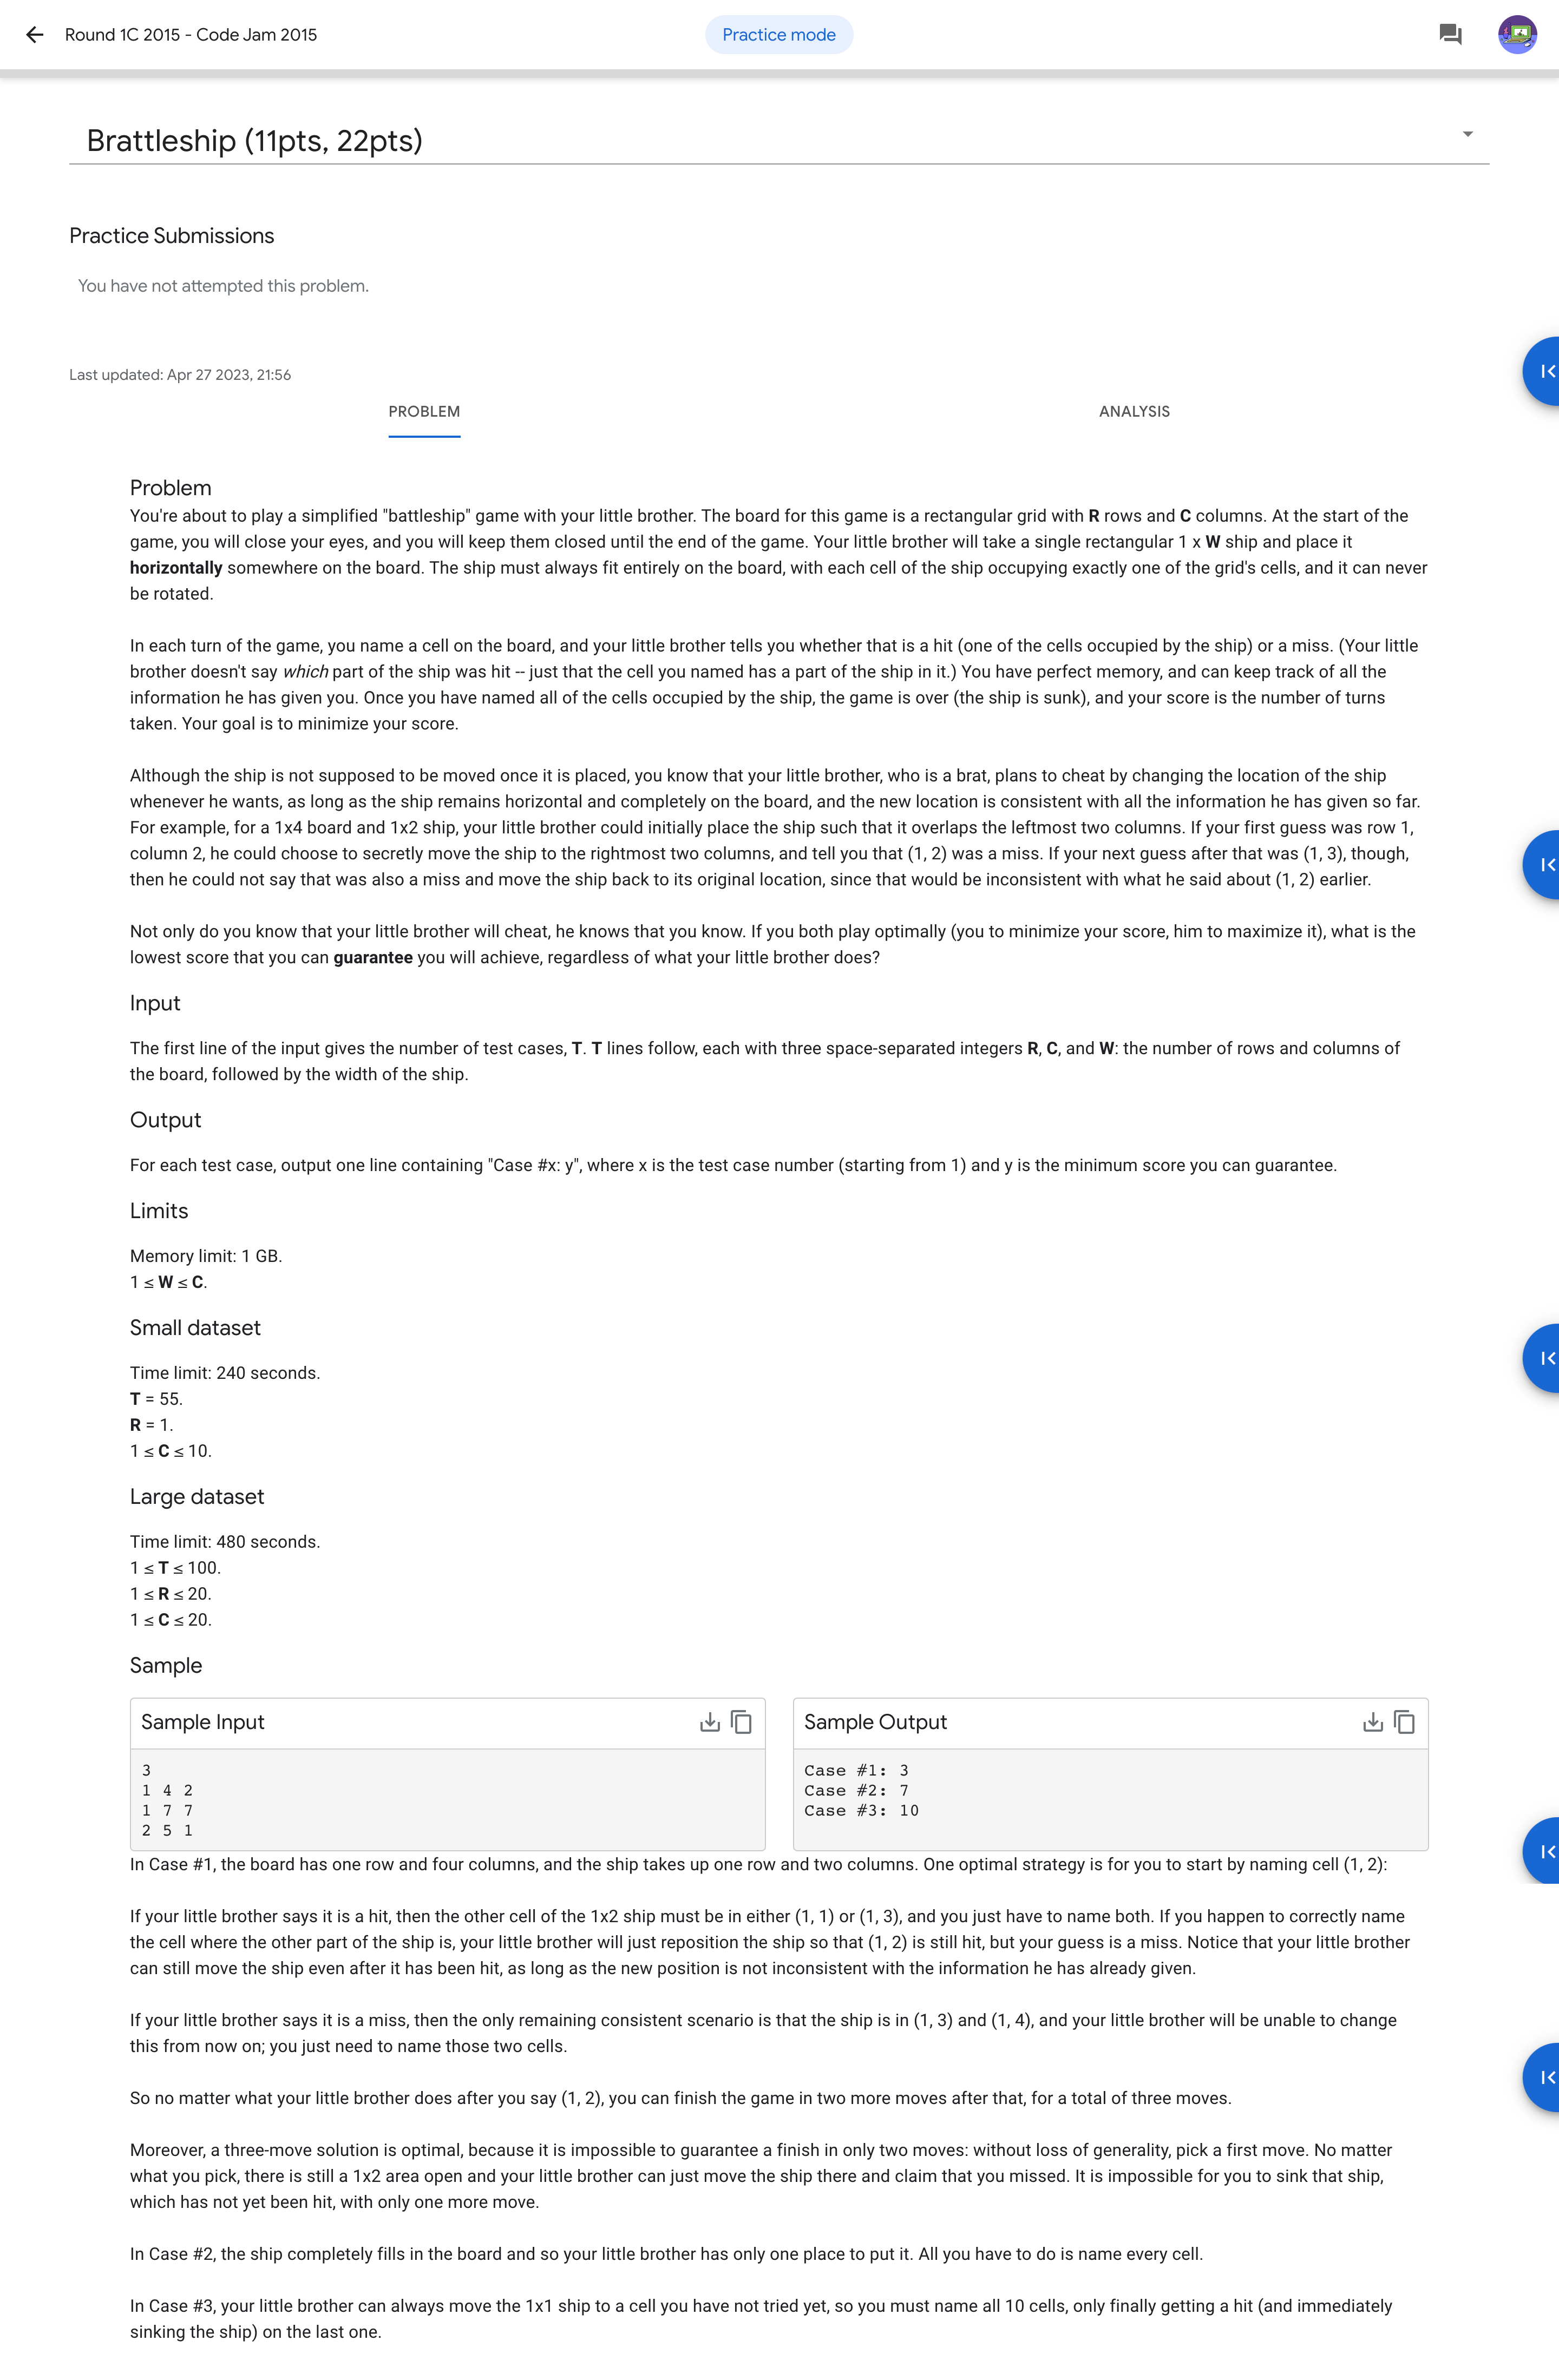 Round 1C 2015 - Code Jam 2015
Practice mode
Brattleship (11pts, 22pts)
Practice Submissions
You have not attempted this problem.
Last updated: Apr 27 2023, 21:56
PROBLEM
ANALYSIS
Problem
You're about to play a simplified "battleship" game with your little brother. The board for this game is a rectangular grid with R rows and C columns. At the start of the
game, you will close your eyes, and you will keep them closed until the end of the game. Your little brother will take a single rectangular 1 x W ship and place it
horizontally somewhere on the board. The ship must always fit entirely on the board, with each cell of the ship occupying exactly one of the grid's cells, and it can never
be rotated.
In each turn of the game, you name a cell on the board, and your little brother tells you whether that is a hit (one of the cells occupied by the ship) or a miss. (Your little
brother doesn't say which part of the ship was hit -- just that the cell you named has a part of the ship in it.) You have perfect memory, and can keep track of all the
information he has given you. Once you have named all of the cells occupied by the ship, the game is over (the ship is sunk), and your score is the number of turns
taken. Your goal is to minimize your score.
Although the ship is not supposed to be moved once it is placed, you know that your little brother, who is a brat, plans to cheat by changing the location of the ship
whenever he wants, as long as the ship remains horizontal and completely on the board, and the new location is consistent with all the information he has given so far.
For example, for a 1x4 board and 1x2 ship, your little brother could initially place the ship such that it overlaps the leftmost two columns. If your first guess was row 1,
column 2, he could choose to secretly move the ship to the rightmost two columns, and tell you that (1, 2) was a miss. If your next guess after that was (1, 3), though,
then he could not say that was also a miss and move the ship back to its original location, since that would be inconsistent with what he said about (1, 2) earlier.
Not only do you know that your little brother will cheat, he knows that you know. If you both play optimally (you to minimize your score, him to maximize it), what is the
lowest score that you can guarantee you will achieve, regardless of what your little brother does?
Input
The first line of the input gives the number of test cases, T. T lines follow, each with three space-separated integers R, C, and W: the number of rows and columns of
the board, followed by the width of the ship.
Output
For each test case, output one line containing "Case #x: y", where x is the test case number (starting from 1) and y is the minimum score you can guarantee.
Limits
Memory limit: 1 GB.
1 ≤ W ≤ C.
Small dataset
Time limit: 240 seconds.
T = 55.
R = 1.
1 ≤ C ≤ 10.
Large dataset
Time limit: 480 seconds.
1 ≤ T ≤ 100.
1 ≤ R ≤ 20.
1 ≤ C ≤ 20.
Sample
Sample Input
3
1 4 2
1 7 7
2 5 1
Sample Output
Case #1: 3
Case #2: 7
Case #3: 10
In Case #1, the board has one row and four columns, and the ship takes up one row and two columns. One optimal strategy is for you to start by naming cell (1, 2):
If your little brother says it is a hit, then the other cell of the 1x2 ship must be in either (1, 1) or (1, 3), and you just have to name both. If you happen to correctly name
the cell where the other part of the ship is, your little brother will just reposition the ship so that (1, 2) is still hit, but your guess is a miss. Notice that your little brother
can still move the ship even after it has been hit, as long as the new position is not inconsistent with the information he has already given.
If your little brother says it is a miss, then the only remaining consistent scenario is that the ship is in (1, 3) and (1, 4), and your little brother will be unable to change
this from now on; you just need to name those two cells.
So no matter what your little brother does after you say (1, 2), you can finish the game in two more moves after that, for a total of three moves.
Moreover, a three-move solution is optimal, because it is impossible to guarantee a finish in only two moves: without loss of generality, pick a first move. No matter
what you pick, there is still a 1x2 area open and your little brother can just move the ship there and claim that you missed. It is impossible for you to sink that ship,
which has not yet been hit, with only one more move.
In Case #2, the ship completely fills in the board and so your little brother has only one place to put it. All you have to do is name every cell.
In Case #3, your little brother can always move the 1x1 ship to a cell you have not tried yet, so you must name all 10 cells, only finally getting a hit (and immediately
sinking the ship) on the last one.